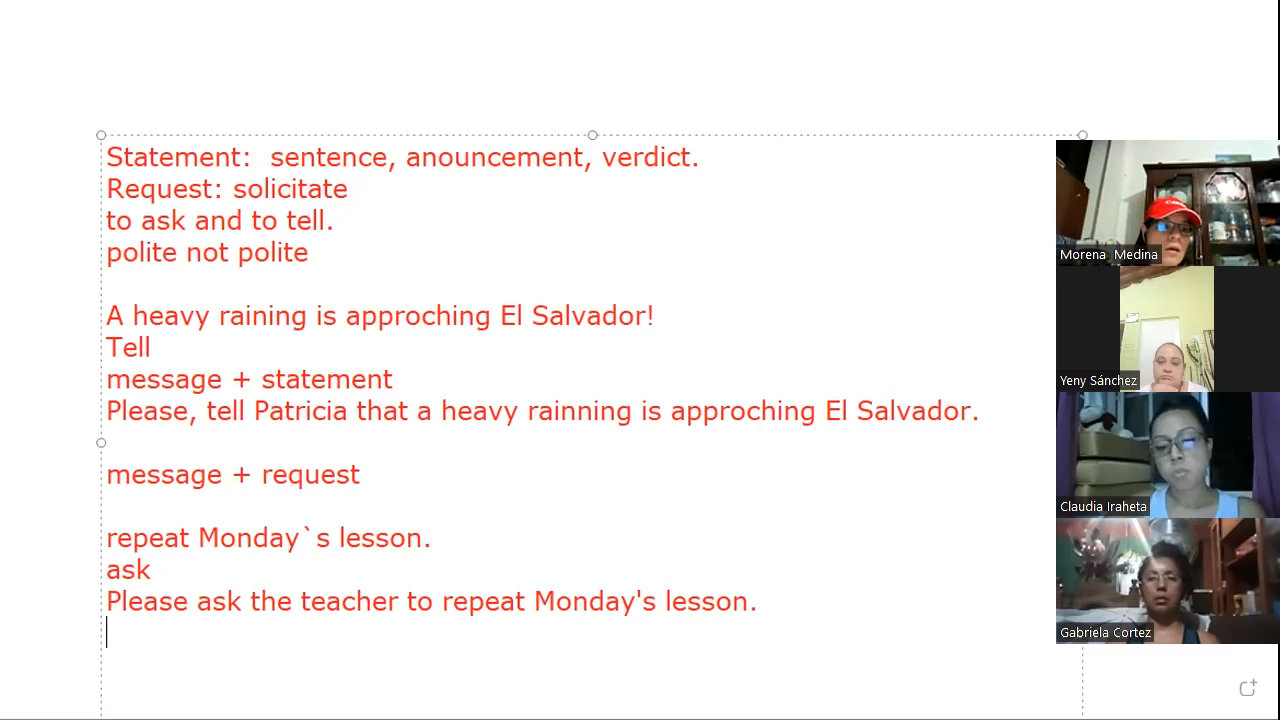 Statement:  sentence, anouncement, verdict.
Request: solicitate
to ask and to tell.
polite not polite
A heavy raining is approching El Salvador!
Tell
message + statement
Please, tell Patricia that a heavy rainning is approching El Salvador.
message + request
repeat Monday`s lesson.
ask
Please ask the teacher to repeat Monday's lesson.
Morena  Medina
Yeny Sánchez
Claudia Iraheta
Gabriela Cortez